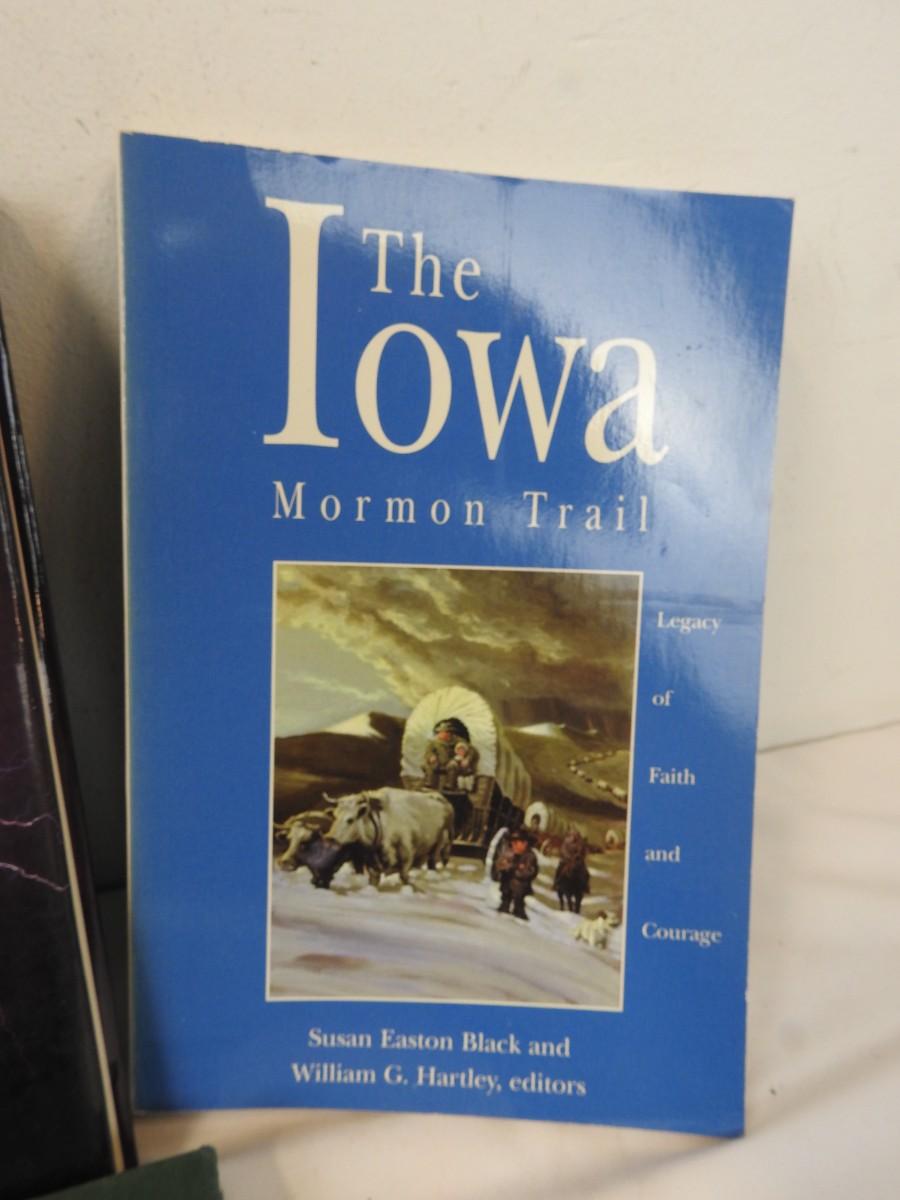 The
Iowa
Mormon Trail
Legacy
of
Faith
and
Courage
Susan Easton Black and
William G. Hartley, editors